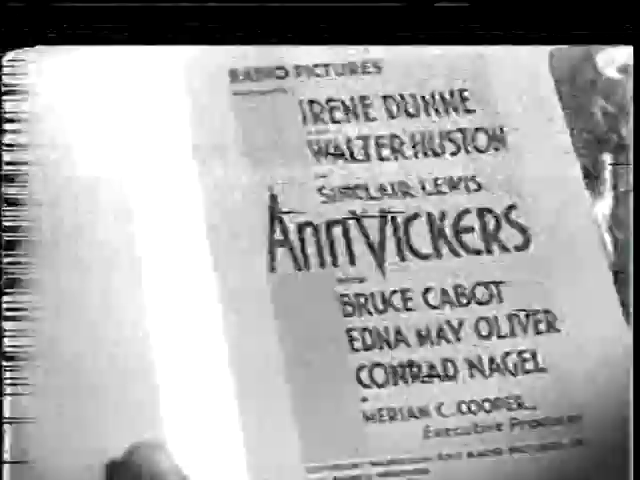 RADIO PICTURES
IRENE DUNNE
WALTER HUSTON
SINCLAIR LEWIS
ANN VICKERS
BRUCE CABOT
EDNA MAY OLIVER
CONRAD NAGEL
MERIAN C. COOPER
Executive Producer